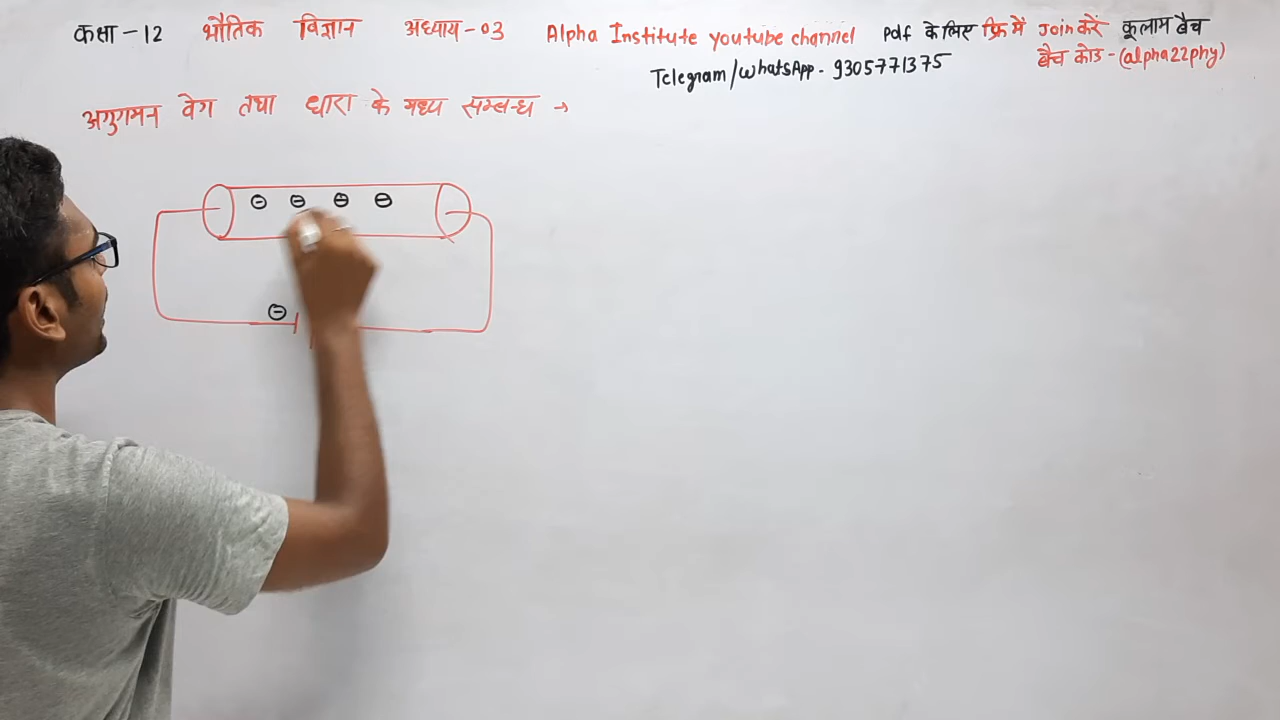 कक्षा - 12 भौतिक विज्ञान अध्याय - 03 Alpha Institute youtube channel pdf के लिए फ्रि में Join करें कूलाम बैच
Telegram/whatsApp - 9305771375 बैच कोड - (alpha22phy)
अनुगमन वेग तथा धारा के मध्य सम्बन्ध →